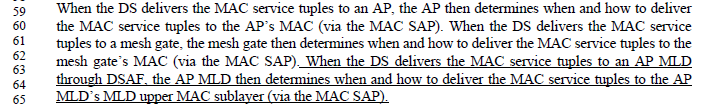 59 When the DS delivers the MAC service tuples to an AP, the AP then determines when and how to deliver
60 the MAC service tuples to the AP's MAC (via the MAC SAP). When the DS delivers the MAC service
61 tuples to a mesh gate, the mesh gate then determines when and how to deliver the MAC service tuples to the
62 mesh gate's MAC (via the MAC SAP). When the DS delivers the MAC service tuples to an AP MLD
63 through DSAF, the AP MLD then determines when and how to deliver the MAC service tuples to the AP
64 MLD's MLD upper MAC sublayer (via the MAC SAP).
65